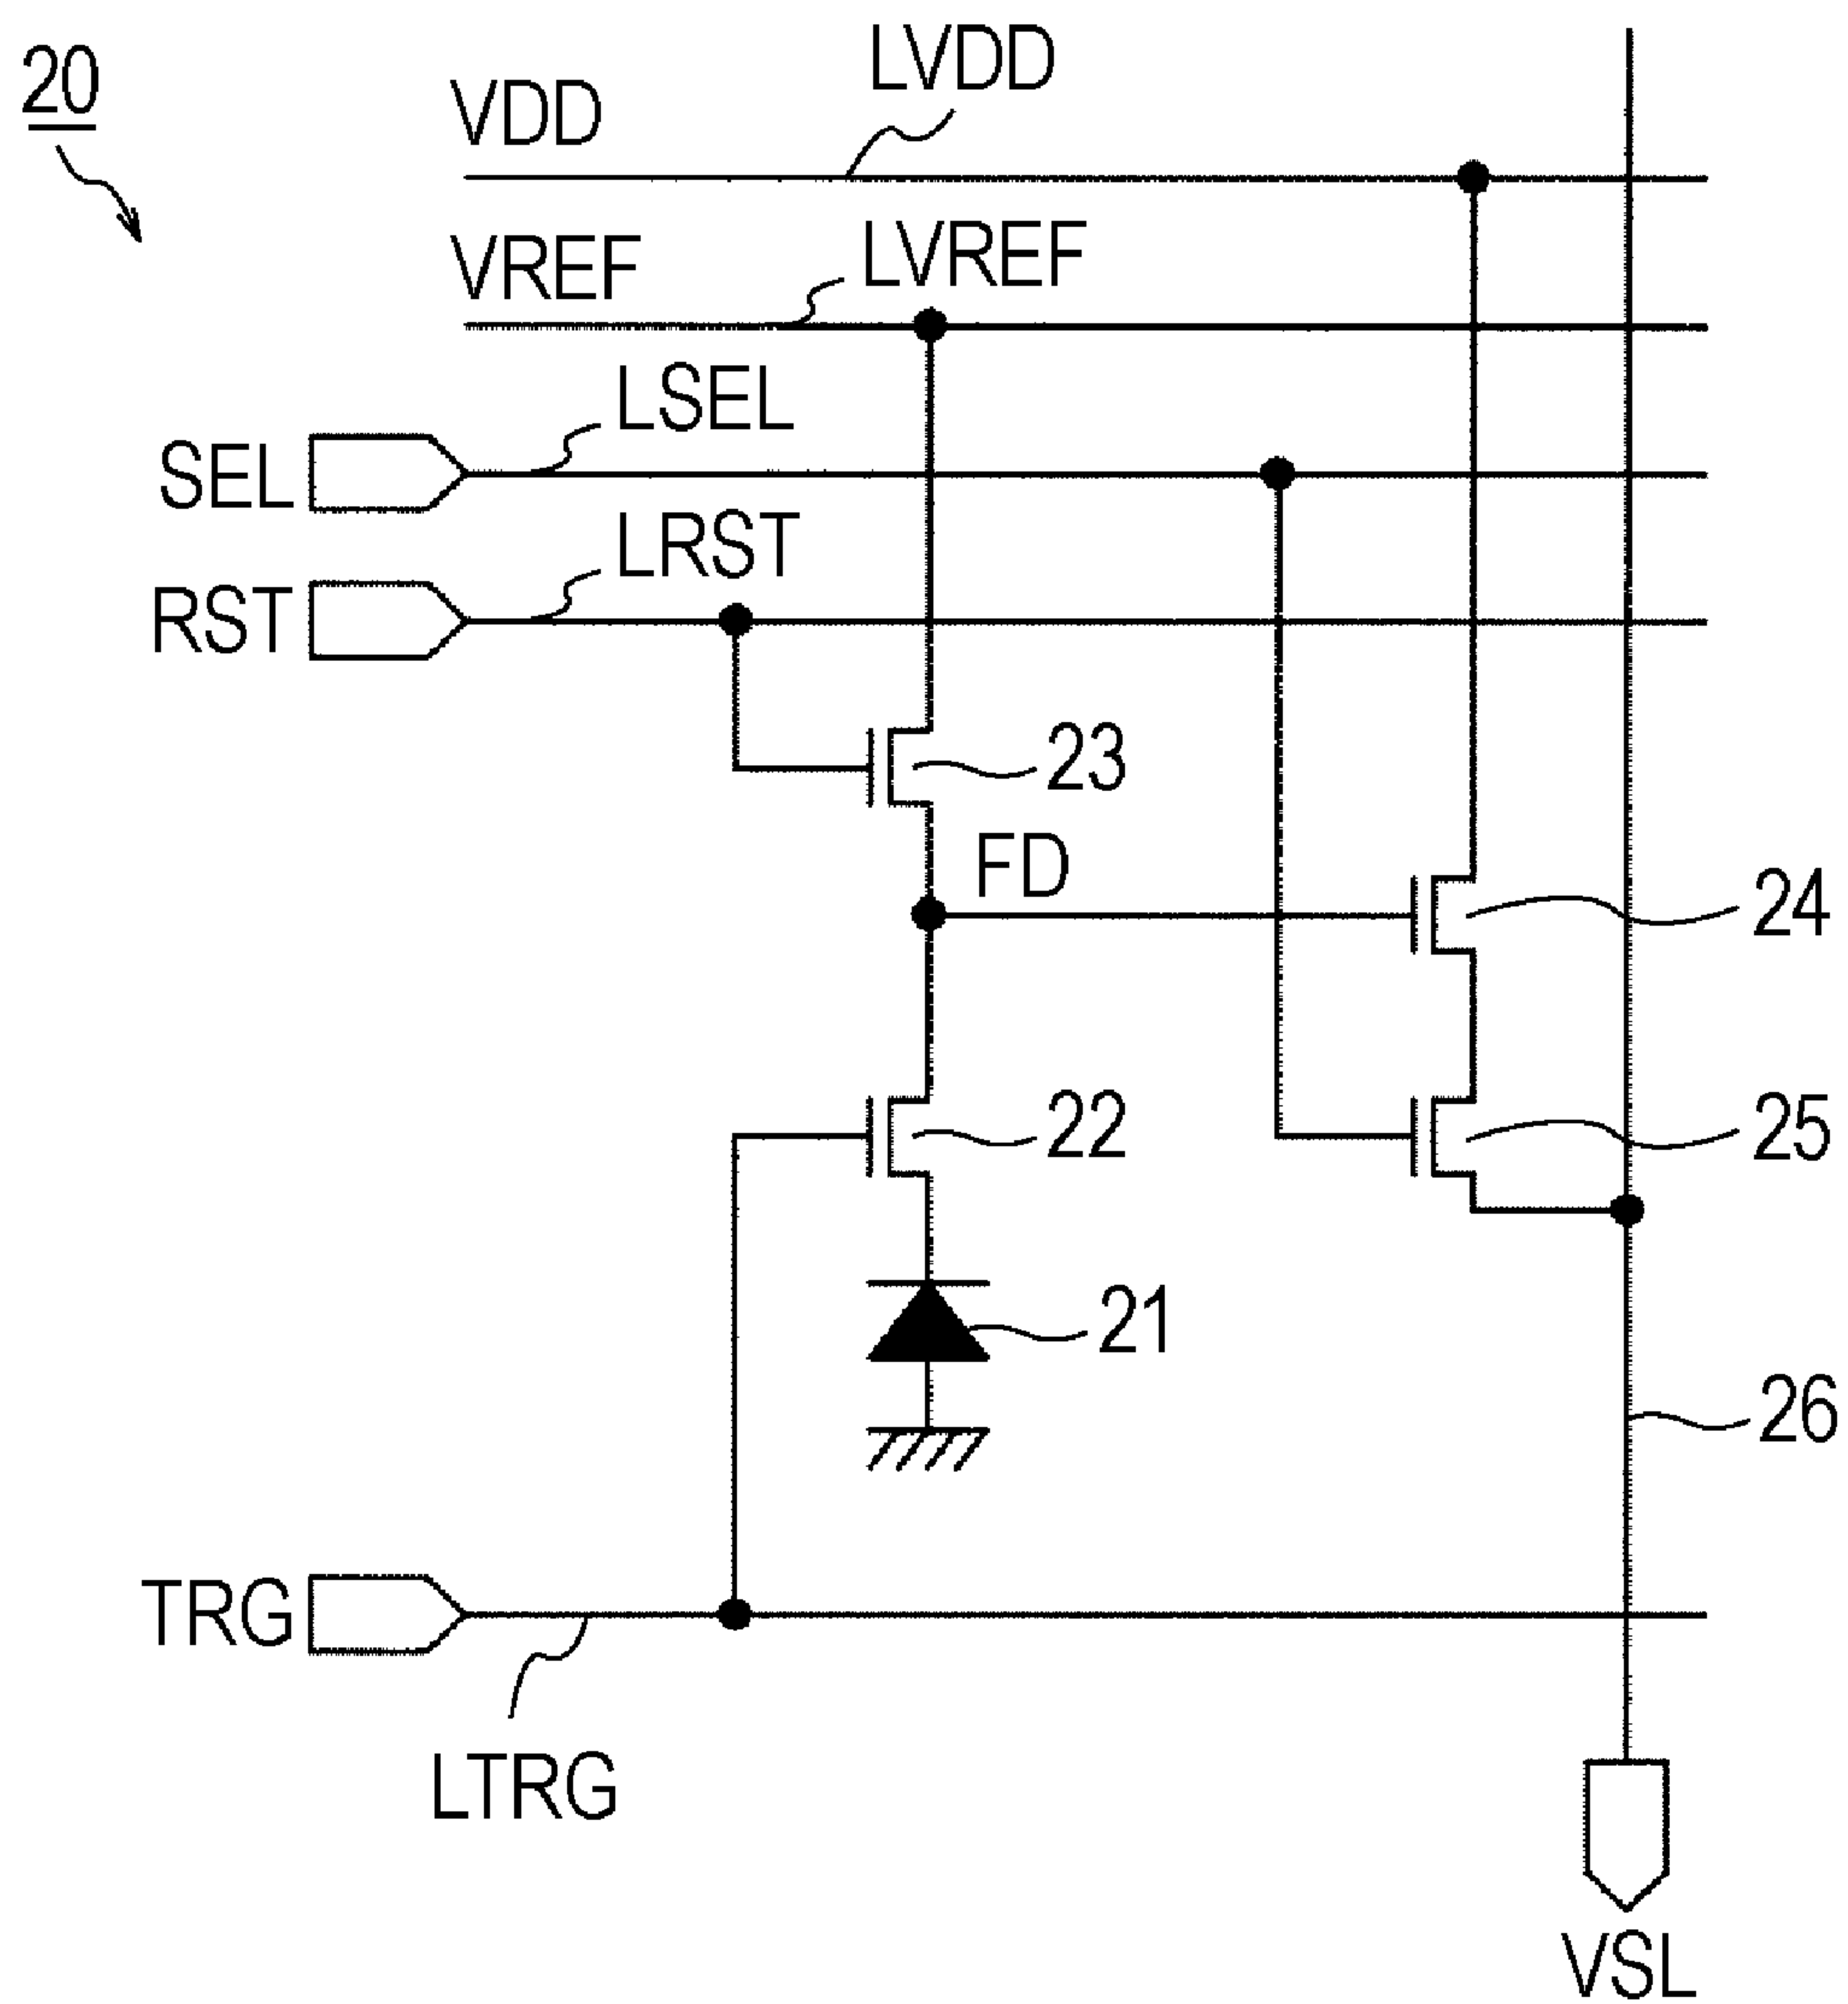 20
LVDD
VDD
LVREF
VREF
LSEL
SEL
LRST
RST
23
FD
24
22
25
21
26
TRG
LTRG
VSL